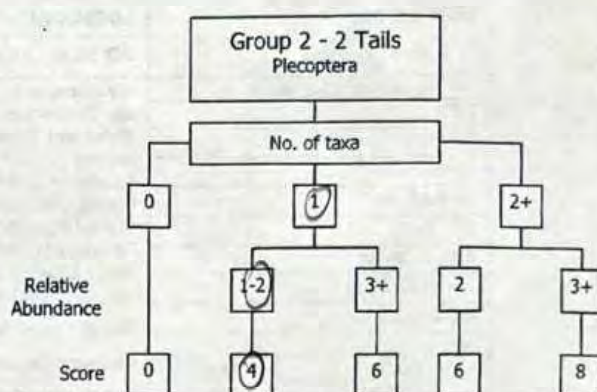 Group 2 - 2 Tails
Plecoptera
No. of taxa
0 1 2+
Relative
Abundance
1-2 3+ 2 3+
Score 0 4 6 6 8